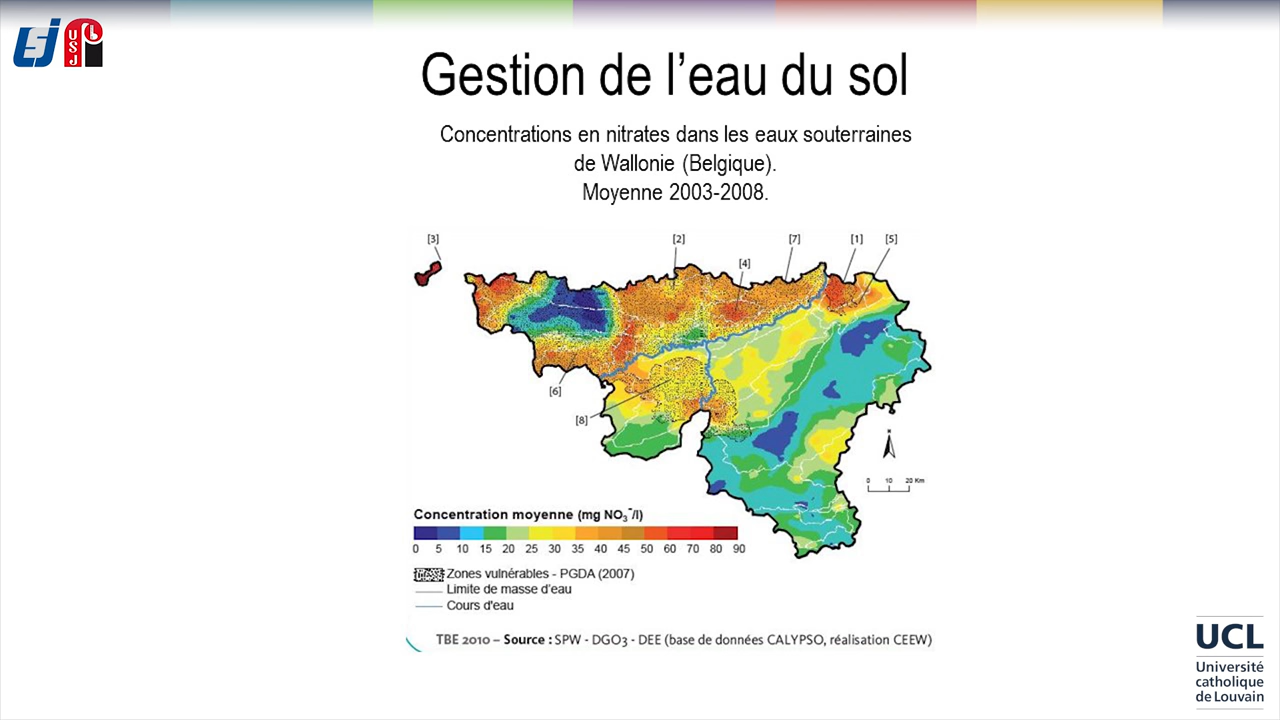 USJ
Gestion de l’eau du sol
Concentrations en nitrates dans les eaux souterraines
de Wallonie (Belgique).
Moyenne 2003-2008.
[3]
[2]
[7]
[1]
[5]
[4]
[6]
[8]
0 10 20 Km
Concentration moyenne (mg NO₃⁻/l)
0 5 10 15 20 25 30 35 40 45 50 60 70 80 90
Zones vulnérables - PGDA (2007)
Limite de masse d’eau
Cours d'eau
TBE 2010 – Source : SPW - DGO3 - DEE (base de données CALYPSO, réalisation CEEW)
UCL
Université
catholique
de Louvain